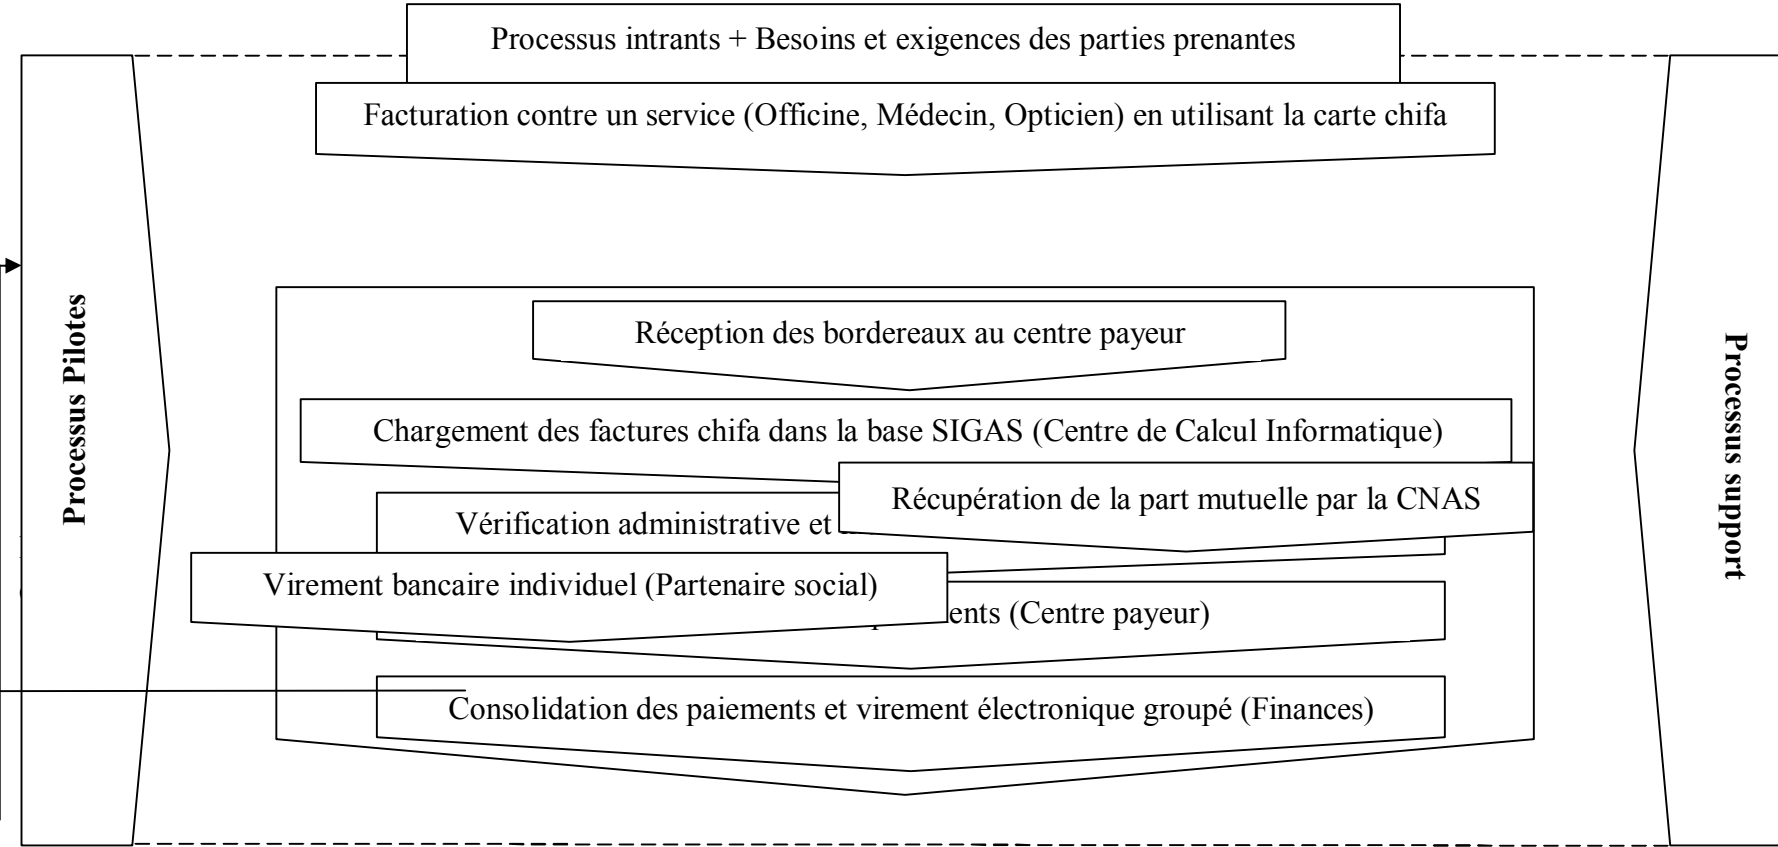 Processus intrants + Besoins et exigences des parties prenantes
Facturation contre un service (Officine, Médecin, Opticien) en utilisant la carte chifa
Processus Pilotes
Réception des bordereaux au centre payeur
Chargement des factures chifa dans la base SIGAS (Centre de Calcul Informatique)
Récupération de la part mutuelle par la CNAS
Vérification administrative et
Virement bancaire individuel (Partenaire social)
ents (Centre payeur)
Consolidation des paiements et virement électronique groupé (Finances)
Processus support